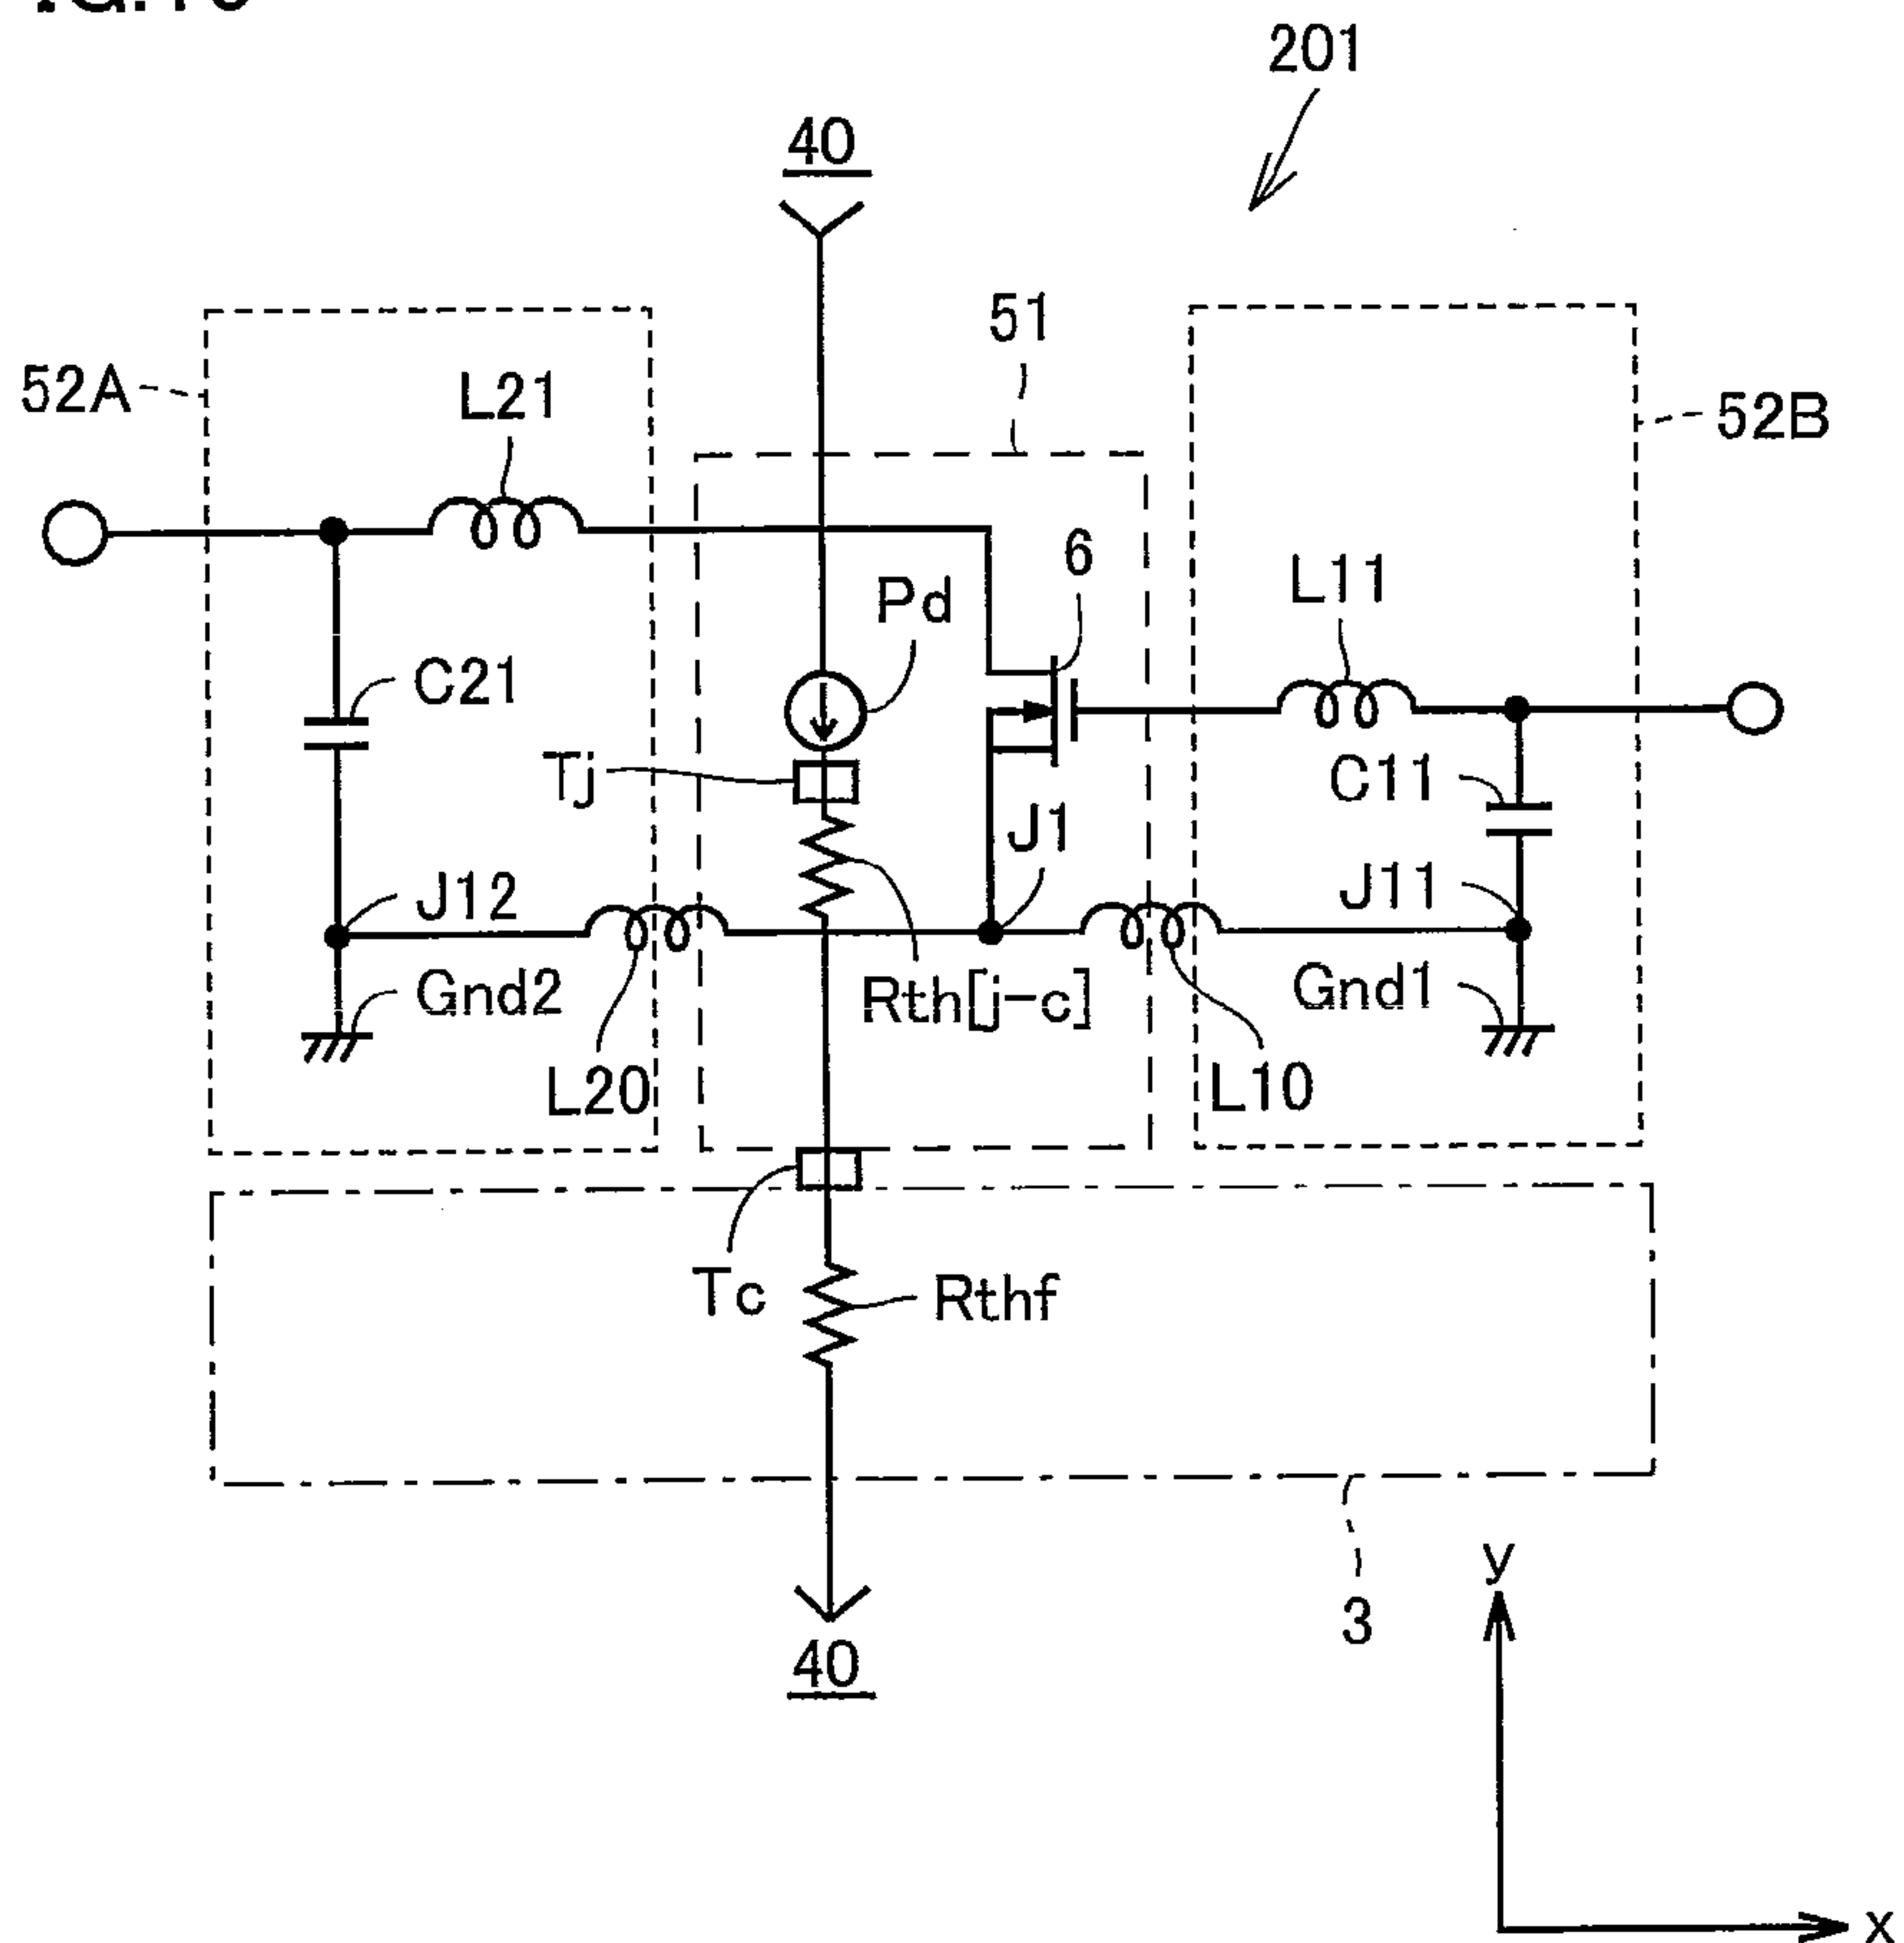 201
40
51
52A
L21
52B
6
L11
Pd
C21
Tj
C11
J1
J12
J11
Gnd2
Rth[j-c]
Gnd1
L20
L10
Tc
Rthf
3
y
40
x